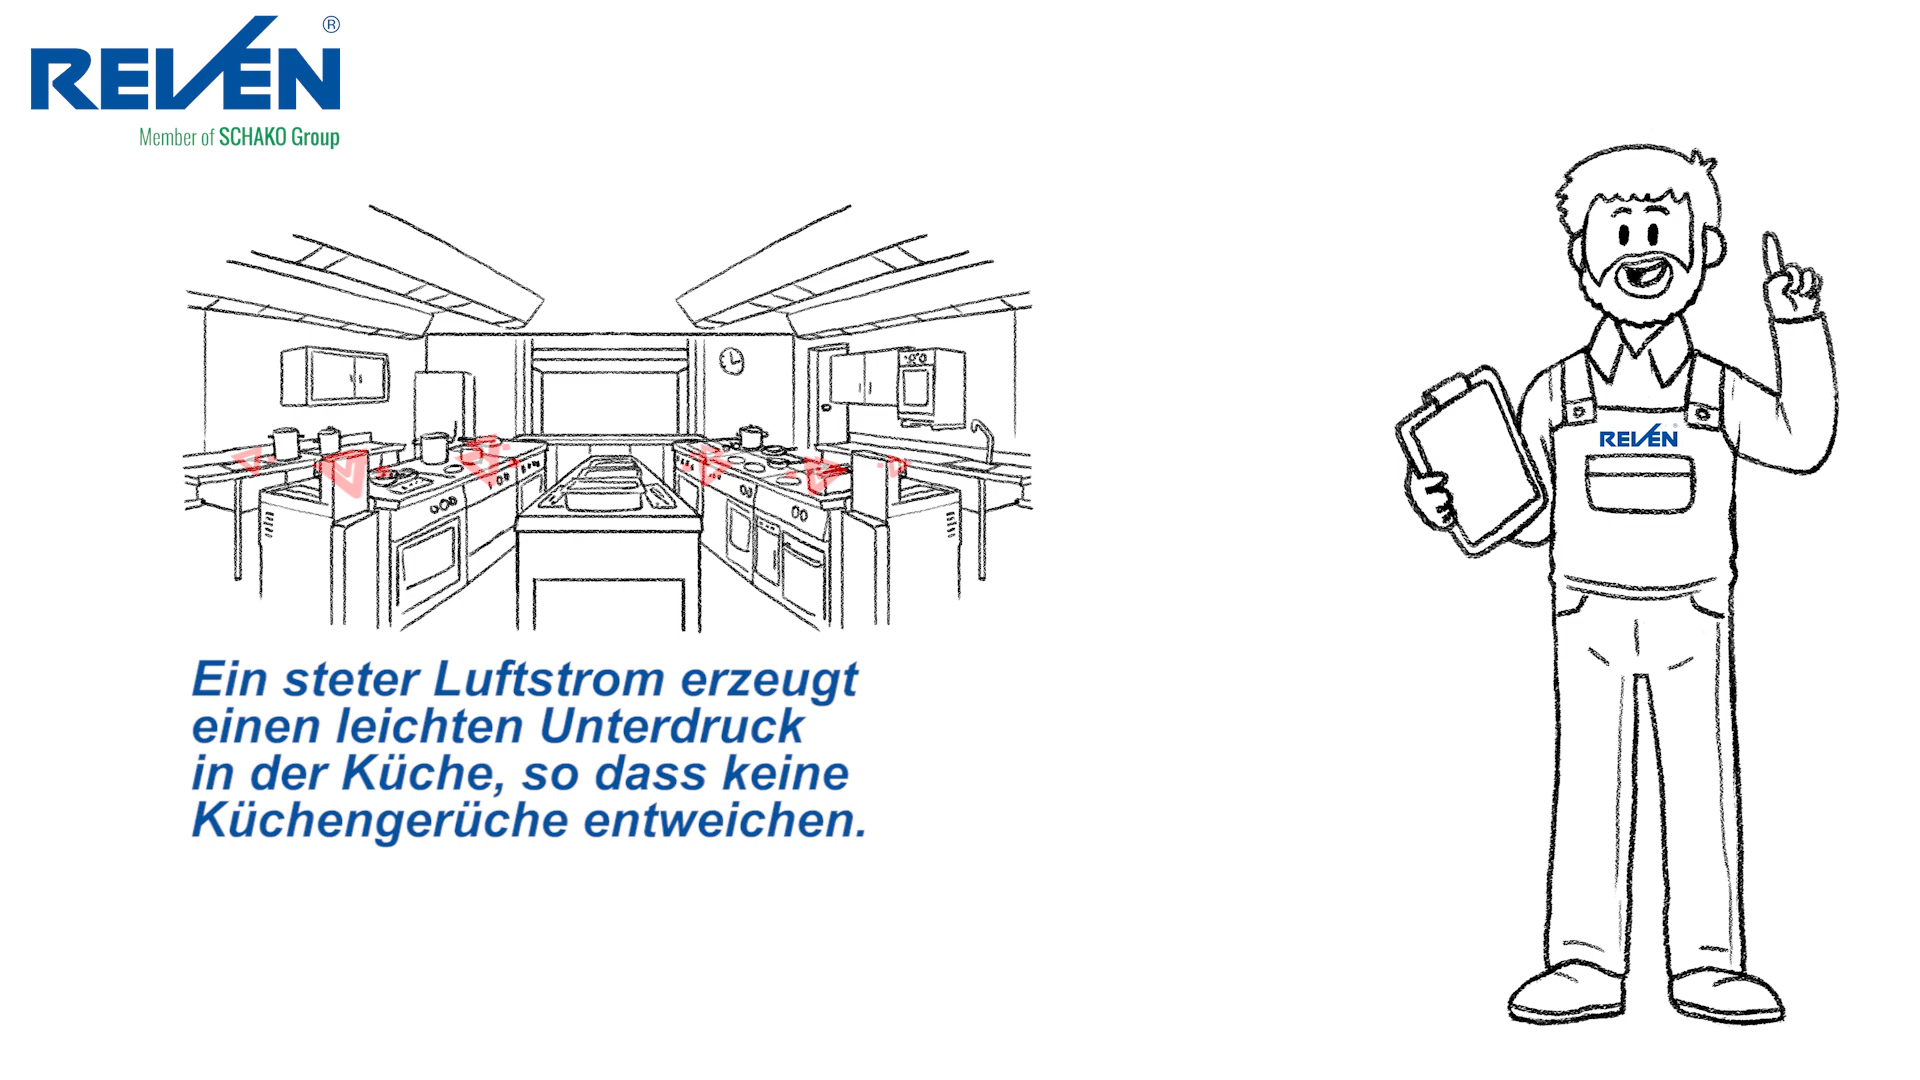 REVEN®
Member of SCHAKO Group
REVEN
Ein steter Luftstrom erzeugt
einen leichten Unterdruck
in der Küche, so dass keine
Küchengerüche entweichen.